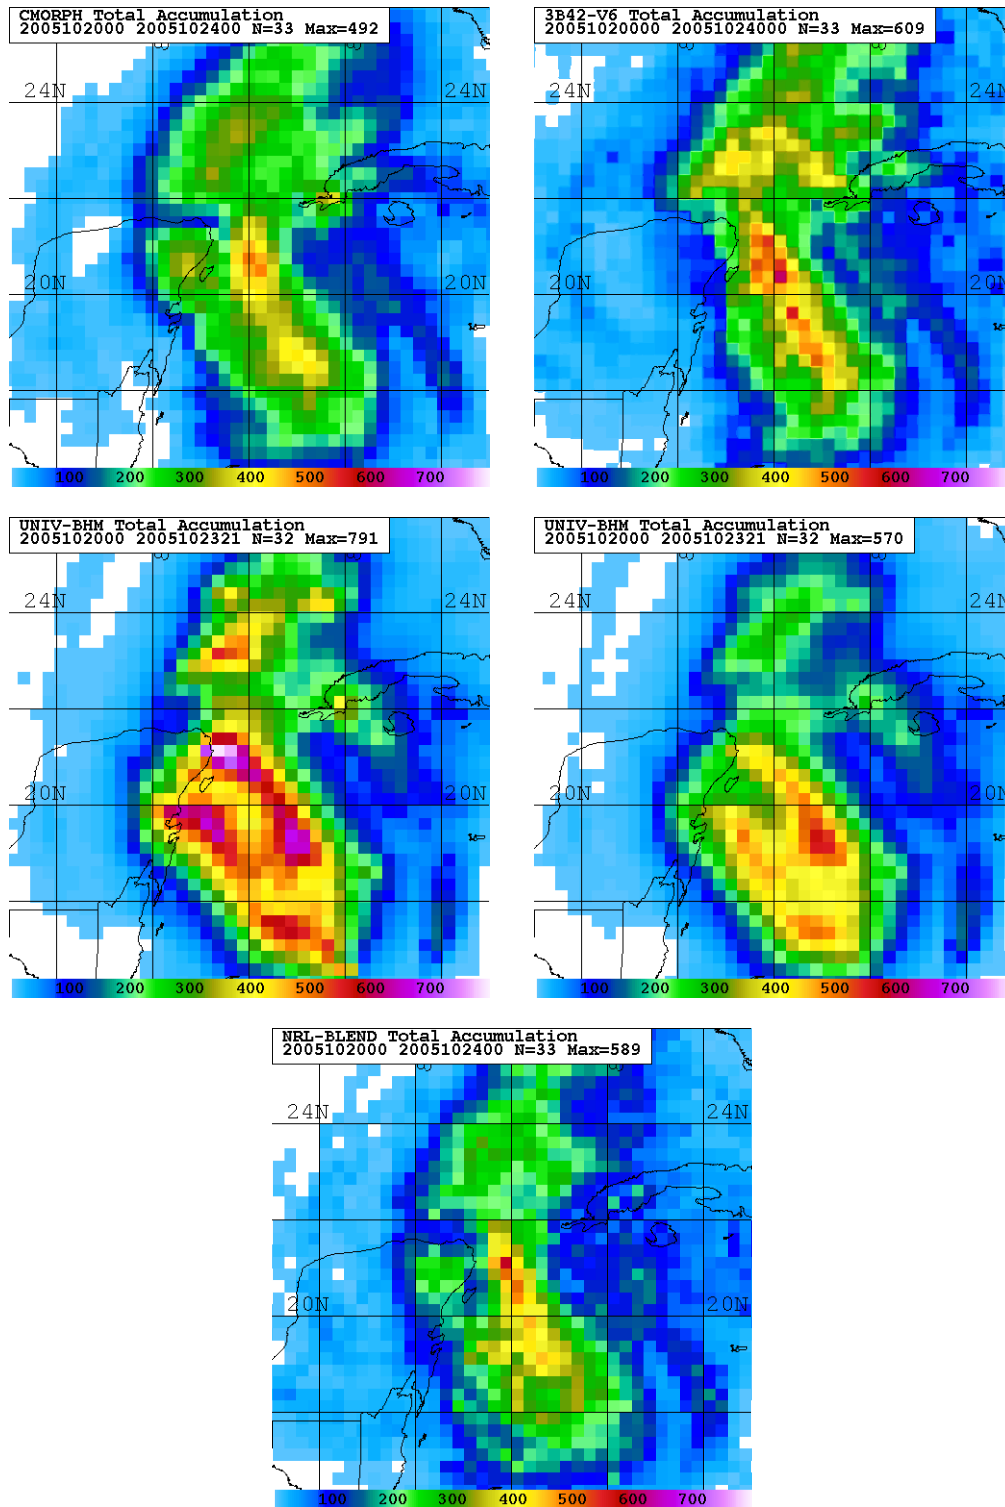 CMORPH Total Accumulation
2005102000 2005102400 N=33 Max=492
24N 24N
20N 20N
100 200 300 400 500 600 700
3B42-V6 Total Accumulation
20051020000 20051024000 N=33 Max=609
24N
20N 20N
100 200 300 400 500 600 700
UNIV-BHM Total Accumulation
2005102000 2005102321 N=32 Max=791
24N 24N
20N 20N
100 200 300 400 500 600 700
UNIV-BHM Total Accumulation
2005102000 2005102321 N=32 Max=570
24N
20N 20N
100 200 300 400 500 600 700
NRL-BLEND Total Accumulation
2005102000 2005102400 N=33 Max=589
24N 24N
20N 20N
100 200 300 400 500 600 700